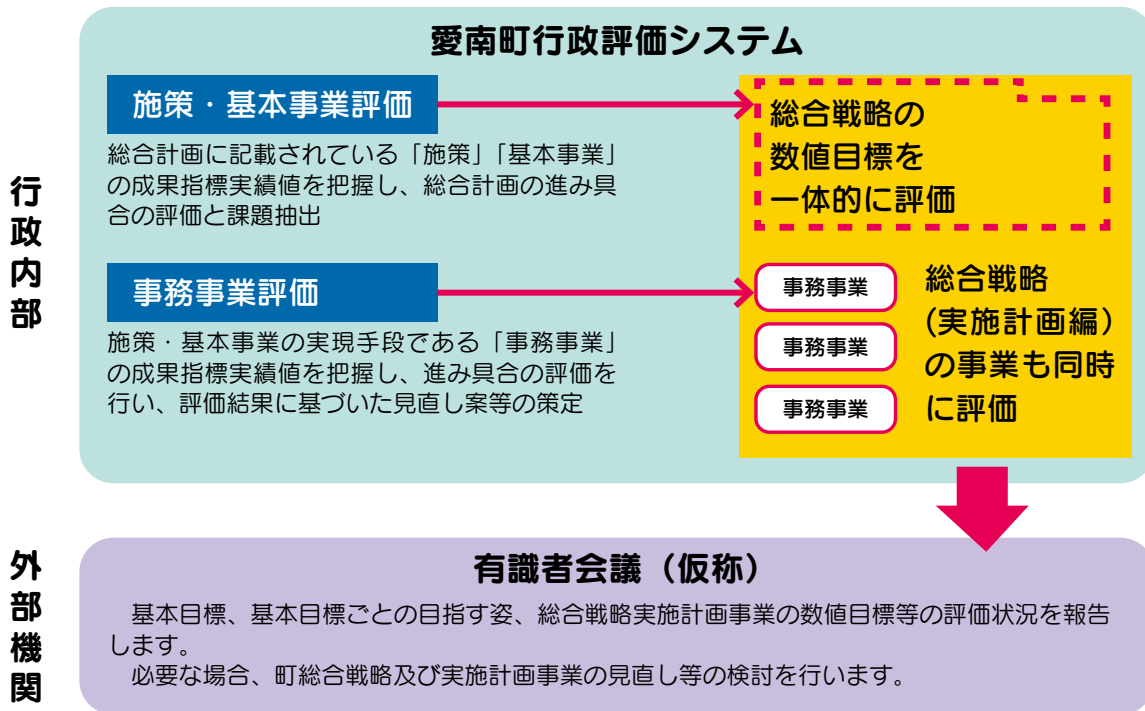 愛南町行政評価システム
行政内部
施策・基本事業評価
総合計画に記載されている「施策」「基本事業」
の成果指標実績値を把握し、総合計画の進み具
合の評価と課題抽出
総合戦略の
数値目標を
一体的に評価
事務事業評価
施策・基本事業の実現手段である「事務事業」
の成果指標実績値を把握し、進み具合の評価を
行い、評価結果に基づいた見直し案等の策定
事務事業
事務事業
事務事業
総合戦略
(実施計画編）
の事業も同時
に評価
外部機関
有識者会議（仮称）
　基本目標、基本目標ごとの目指す姿、総合戦略実施計画事業の数値目標等の評価状況を報告
します。
　必要な場合、町総合戦略及び実施計画事業の見直し等の検討を行います。